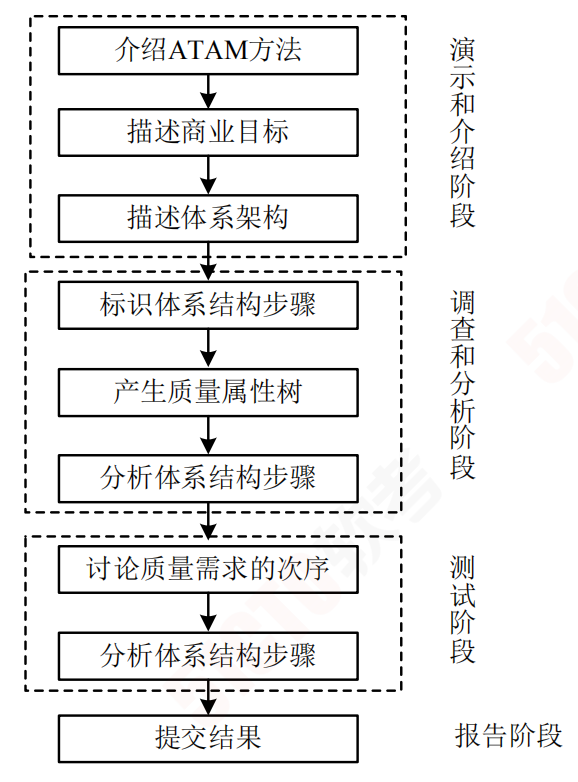 介绍ATAM方法
描述商业目标
描述体系架构
演示和介绍阶段
标识体系结构步骤
产生质量属性树
分析体系结构步骤
调查和分析阶段
讨论质量需求的次序
分析体系结构步骤
测试阶段
提交结果
报告阶段